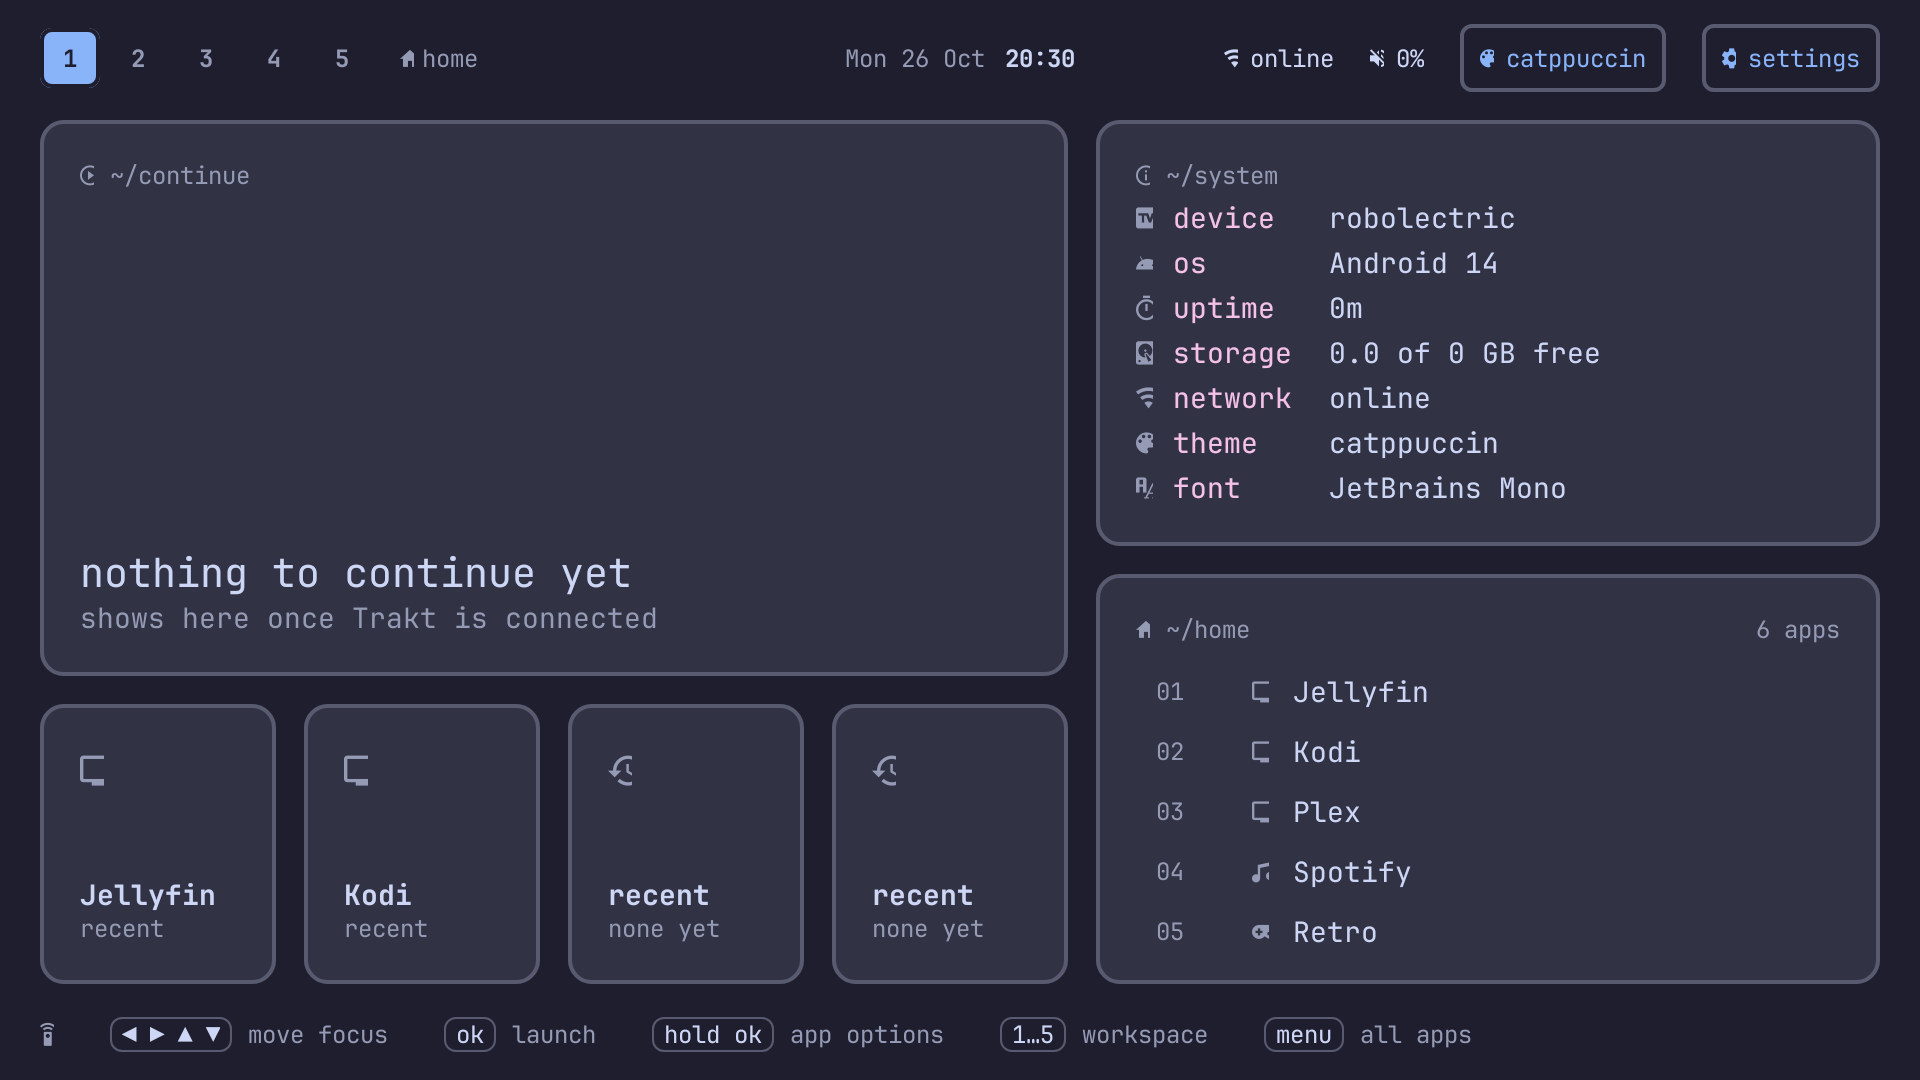 1 2 3 4 5 home
Mon 26 Oct 20:30
online 0% catppuccin settings
~/continue
nothing to continue yet
shows here once Trakt is connected
~/system
device robolectric
os Android 14
uptime 0m
storage 0.0 of 0 GB free
network online
theme catppuccin
font JetBrains Mono
Jellyfin
recent
Kodi
recent
recent
none yet
recent
none yet
~/home 6 apps
01 Jellyfin
02 Kodi
03 Plex
04 Spotify
05 Retro
◀ ▶ ▲ ▼ move focus ok launch hold ok app options 1…5 workspace menu all apps